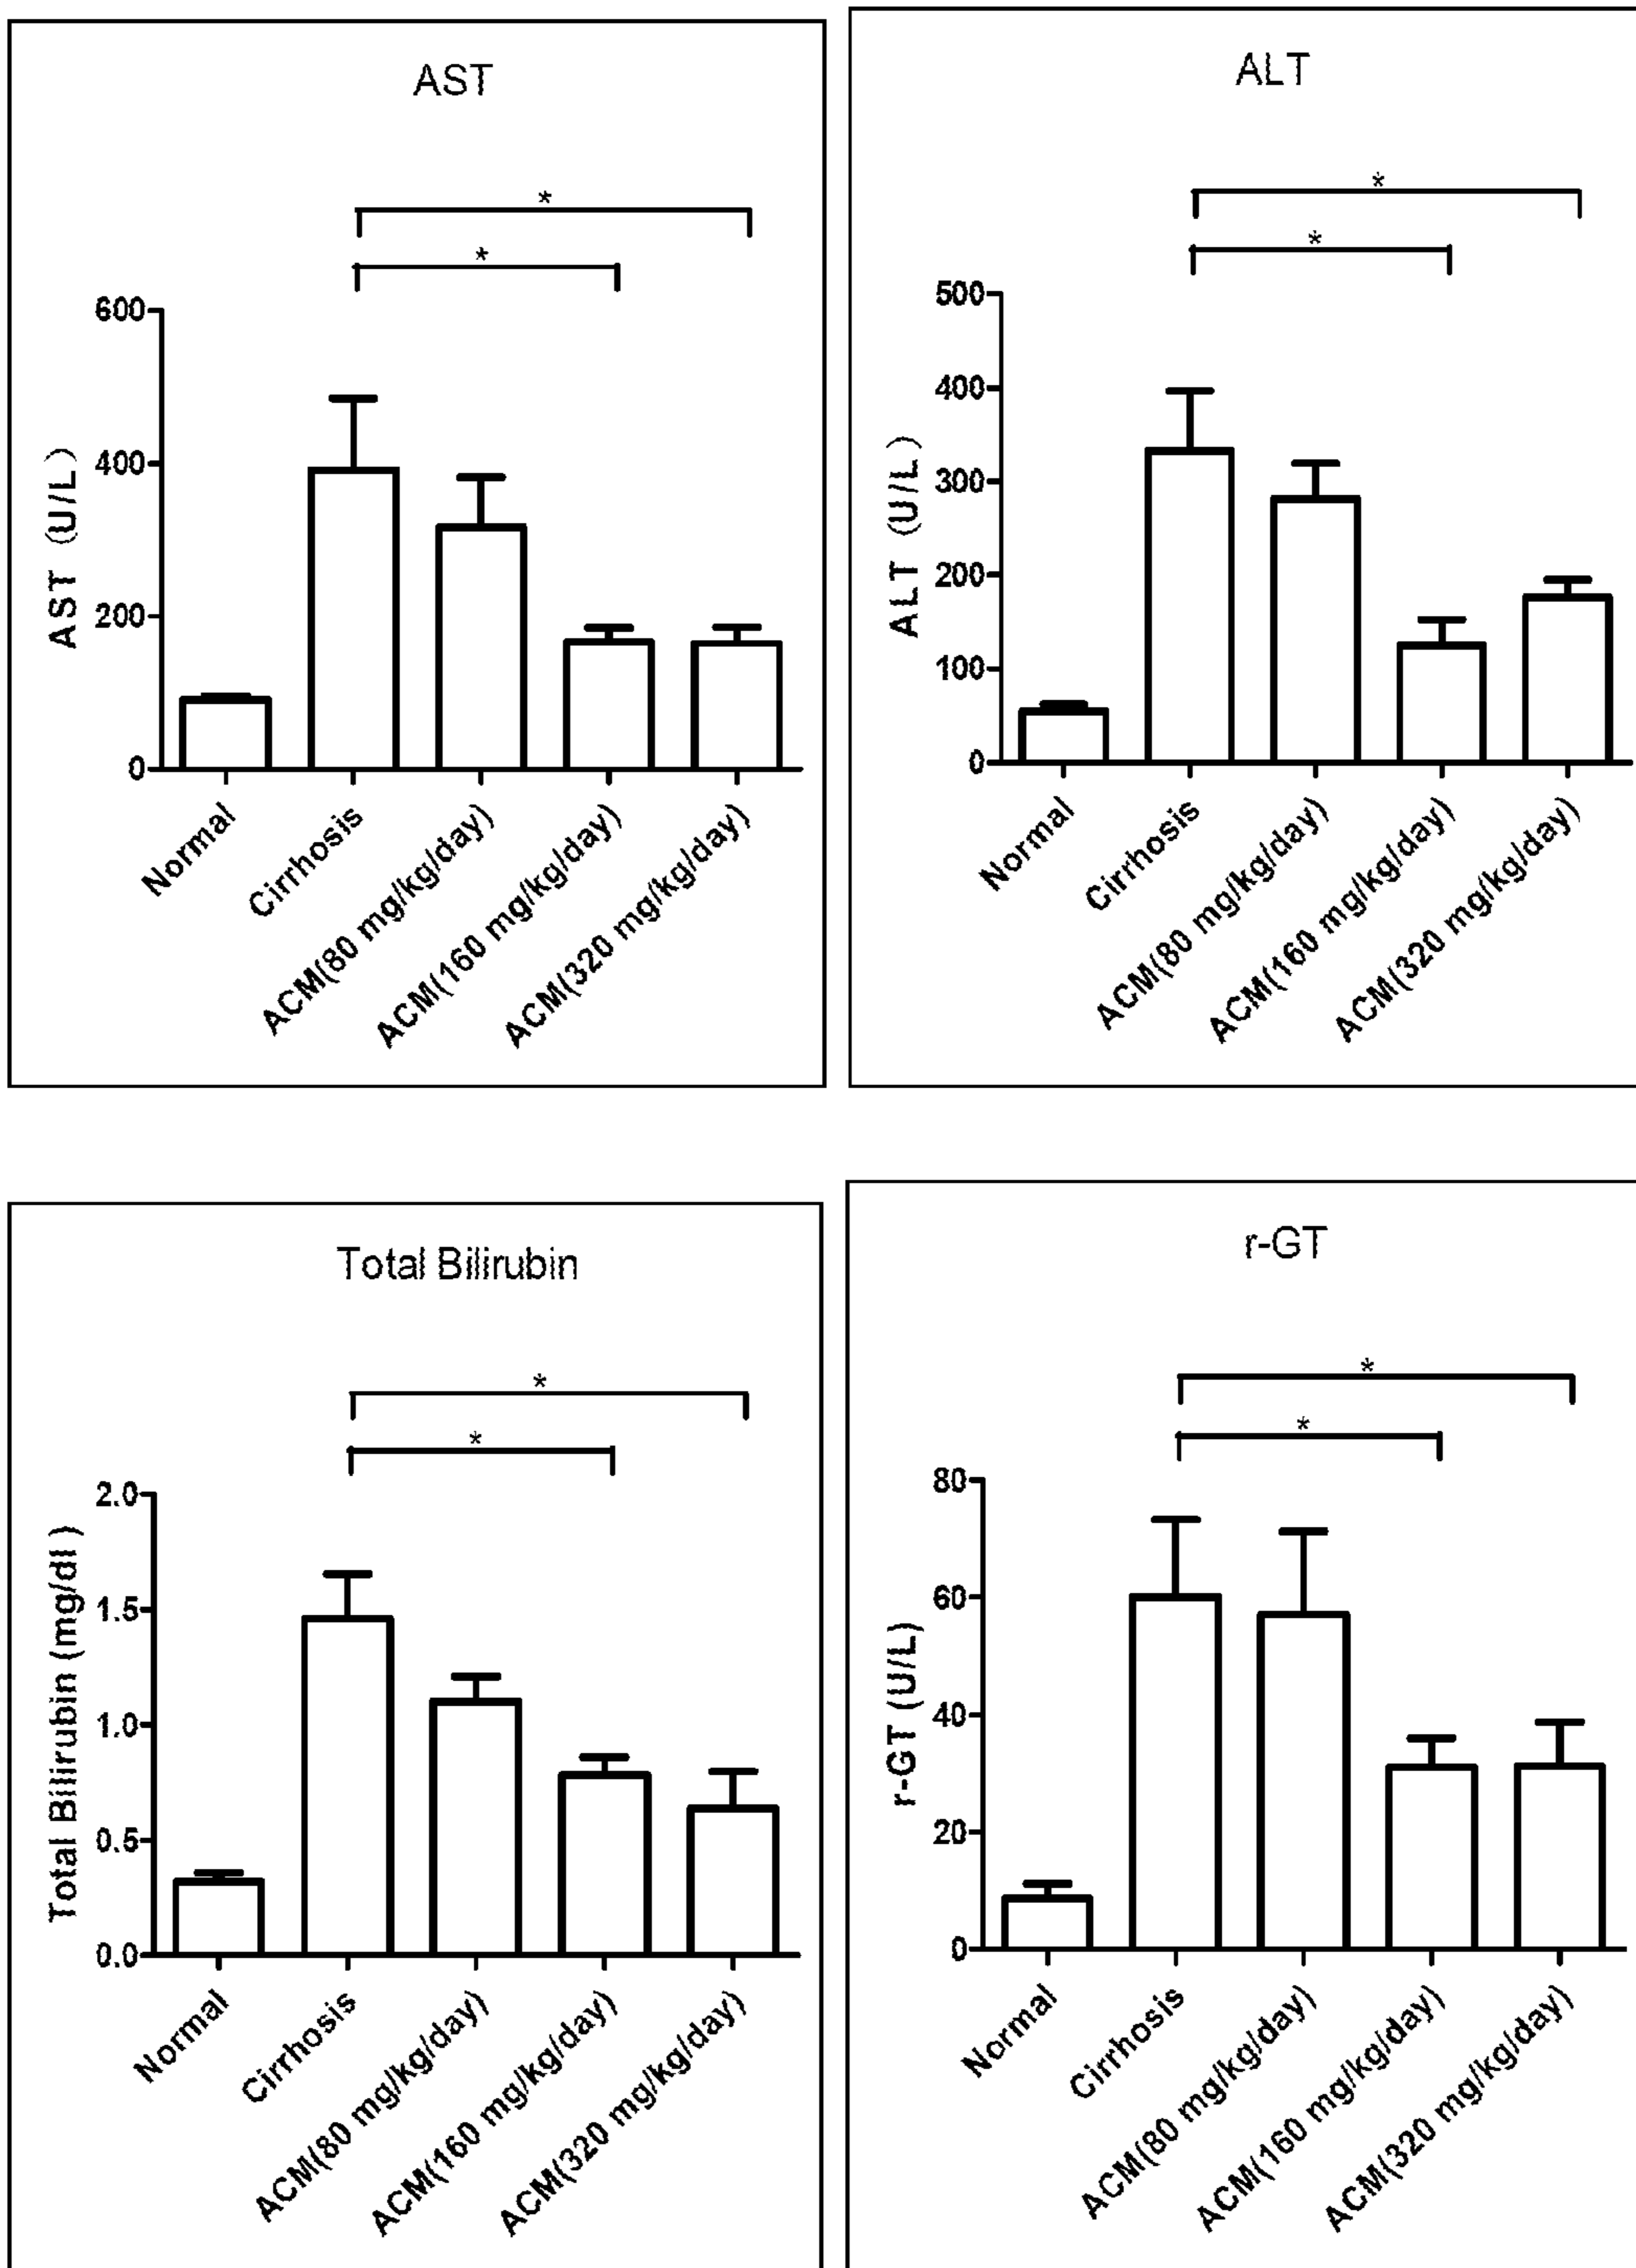 AST
*
*
600
400
200
0
AST (U/L)
Normal
Cirrhosis
ACM(80 mg/kg/day)
ACM(160 mg/kg/day)
ACM(320 mg/kg/day)
ALT
*
*
500
400
300
200
100
0
ALT (U/L)
Normal
Cirrhosis
ACM(80 mg/kg/day)
ACM(160 mg/kg/day)
ACM(320 mg/kg/day)
Total Bilirubin
*
*
2.0
1.5
1.0
0.5
0.0
Total Bilirubin (mg/dl )
Normal
Cirrhosis
ACM(80 mg/kg/day)
ACM(160 mg/kg/day)
ACM(320 mg/kg/day)
r-GT
*
*
80
60
40
20
0
r-GT (U/L)
Normal
Cirrhosis
ACM(80 mg/kg/day)
ACM(160 mg/kg/day)
ACM(320 mg/kg/day)